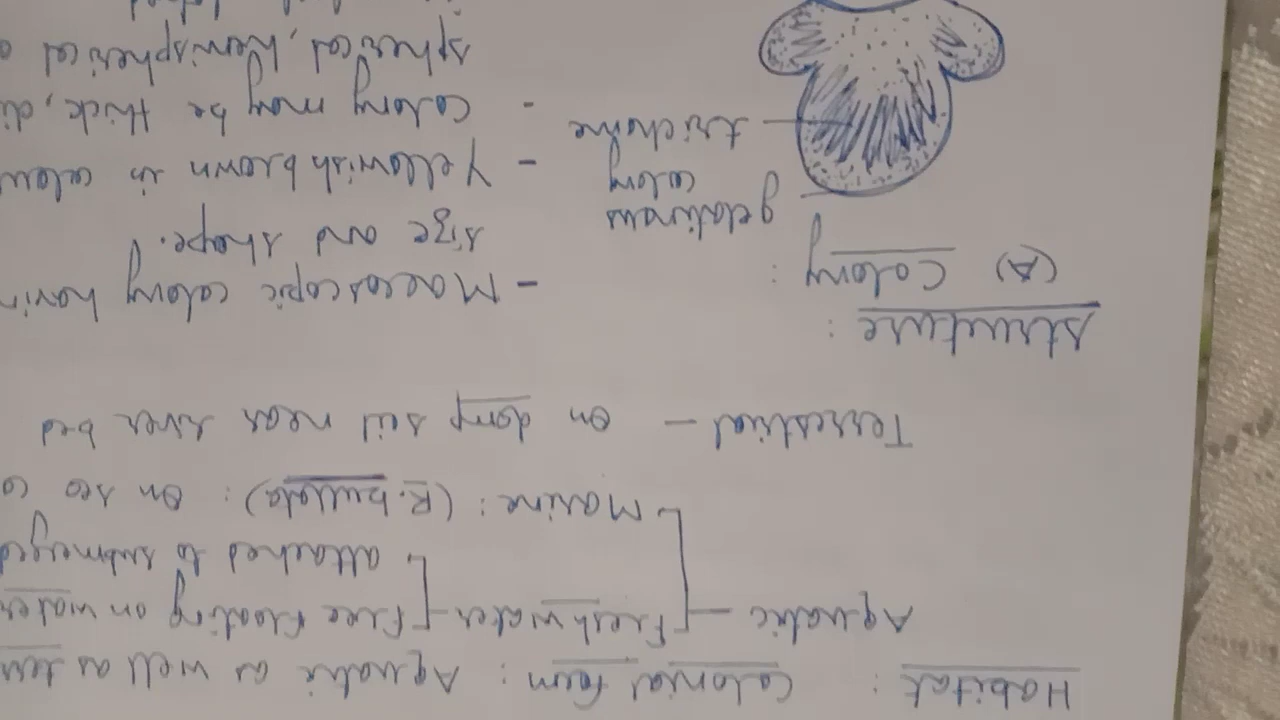 Habitat : Colonial form : Aquatic as well as terr
Aquatic - Fresh water - Free Floating on water
attached to submerged
Marine : (R. bullata) : on sea co
Terrestrial - on damp soil near river bed
Structure :
(A) Colony :
- Macroscopic colony havin
size and shape.
gelatinous
colony
- Yellowish brown in colou
trichome
- Colony may be thick, di
spherical, hemispherical o